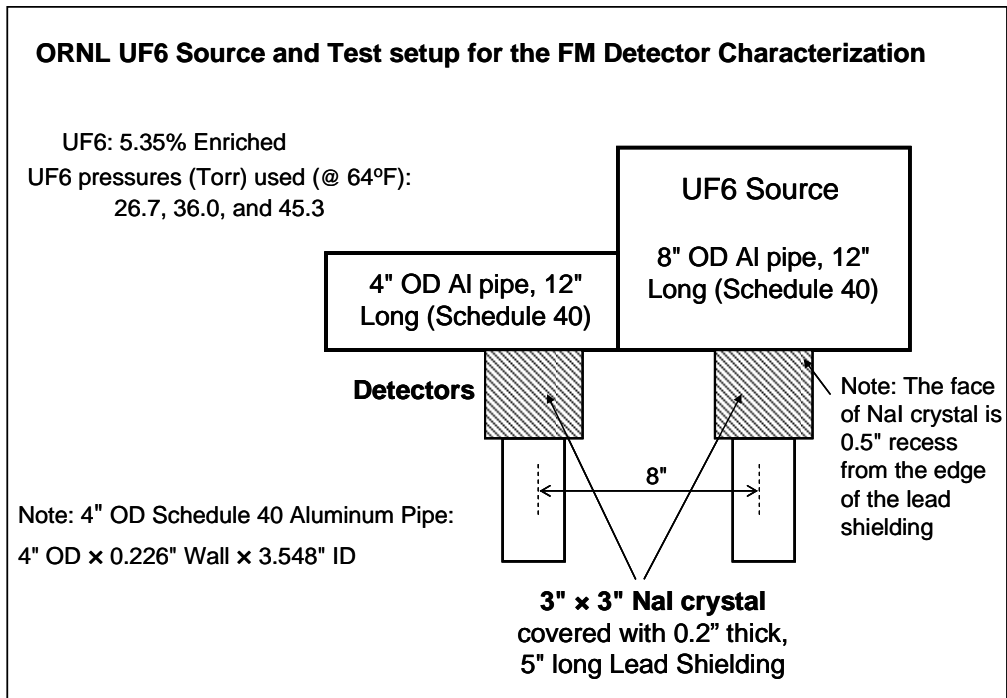 ORNL UF6 Source and Test setup for the FM Detector Characterization
UF6: 5.35% Enriched
UF6 pressures (Torr) used (@ 64ºF):
26.7, 36.0, and 45.3
UF6 Source
8" OD Al pipe, 12"
Long (Schedule 40)
4" OD Al pipe, 12"
Long (Schedule 40)
Detectors
Note: The face
of NaI crystal is
0.5" recess
from the edge
of the lead
shielding
8"
Note: 4" OD Schedule 40 Aluminum Pipe:
4" OD × 0.226" Wall × 3.548" ID
3" × 3" NaI crystal
covered with 0.2” thick,
5" long Lead Shielding